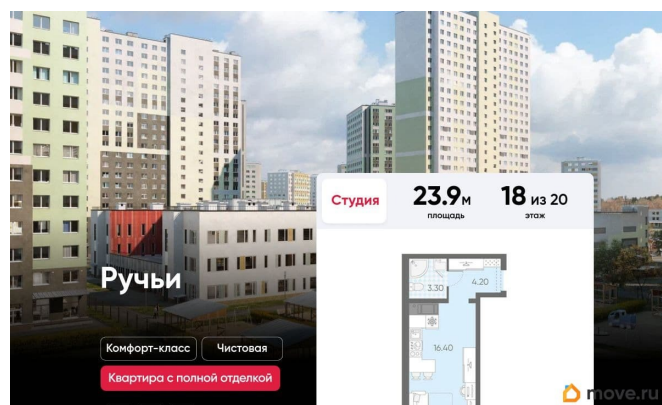 Студия
23.9м
площадь
18 из 20
этаж
3.30
4.20
16.40
Ручьи
Комфорт-класс
Чистовая
Квартира с полной отделкой
move.ru